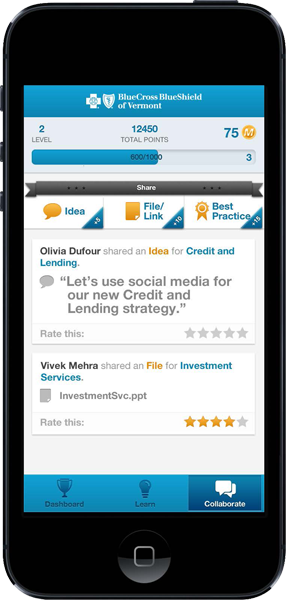 BlueCross BlueShield
of Vermont
2
LEVEL
12450
TOTAL POINTS
75 M
600/1000
3
Share
Idea
+5
File/
Link
+10
Best
Practice
+15
Olivia Dufour shared an Idea for Credit and
Lending.
“Let’s use social media for
our new Credit and
Lending strategy.”
Rate this:
Vivek Mehra shared an File for Investment
Services.
InvestmentSvc.ppt
Rate this:
Dashboard
Learn
Collaborate